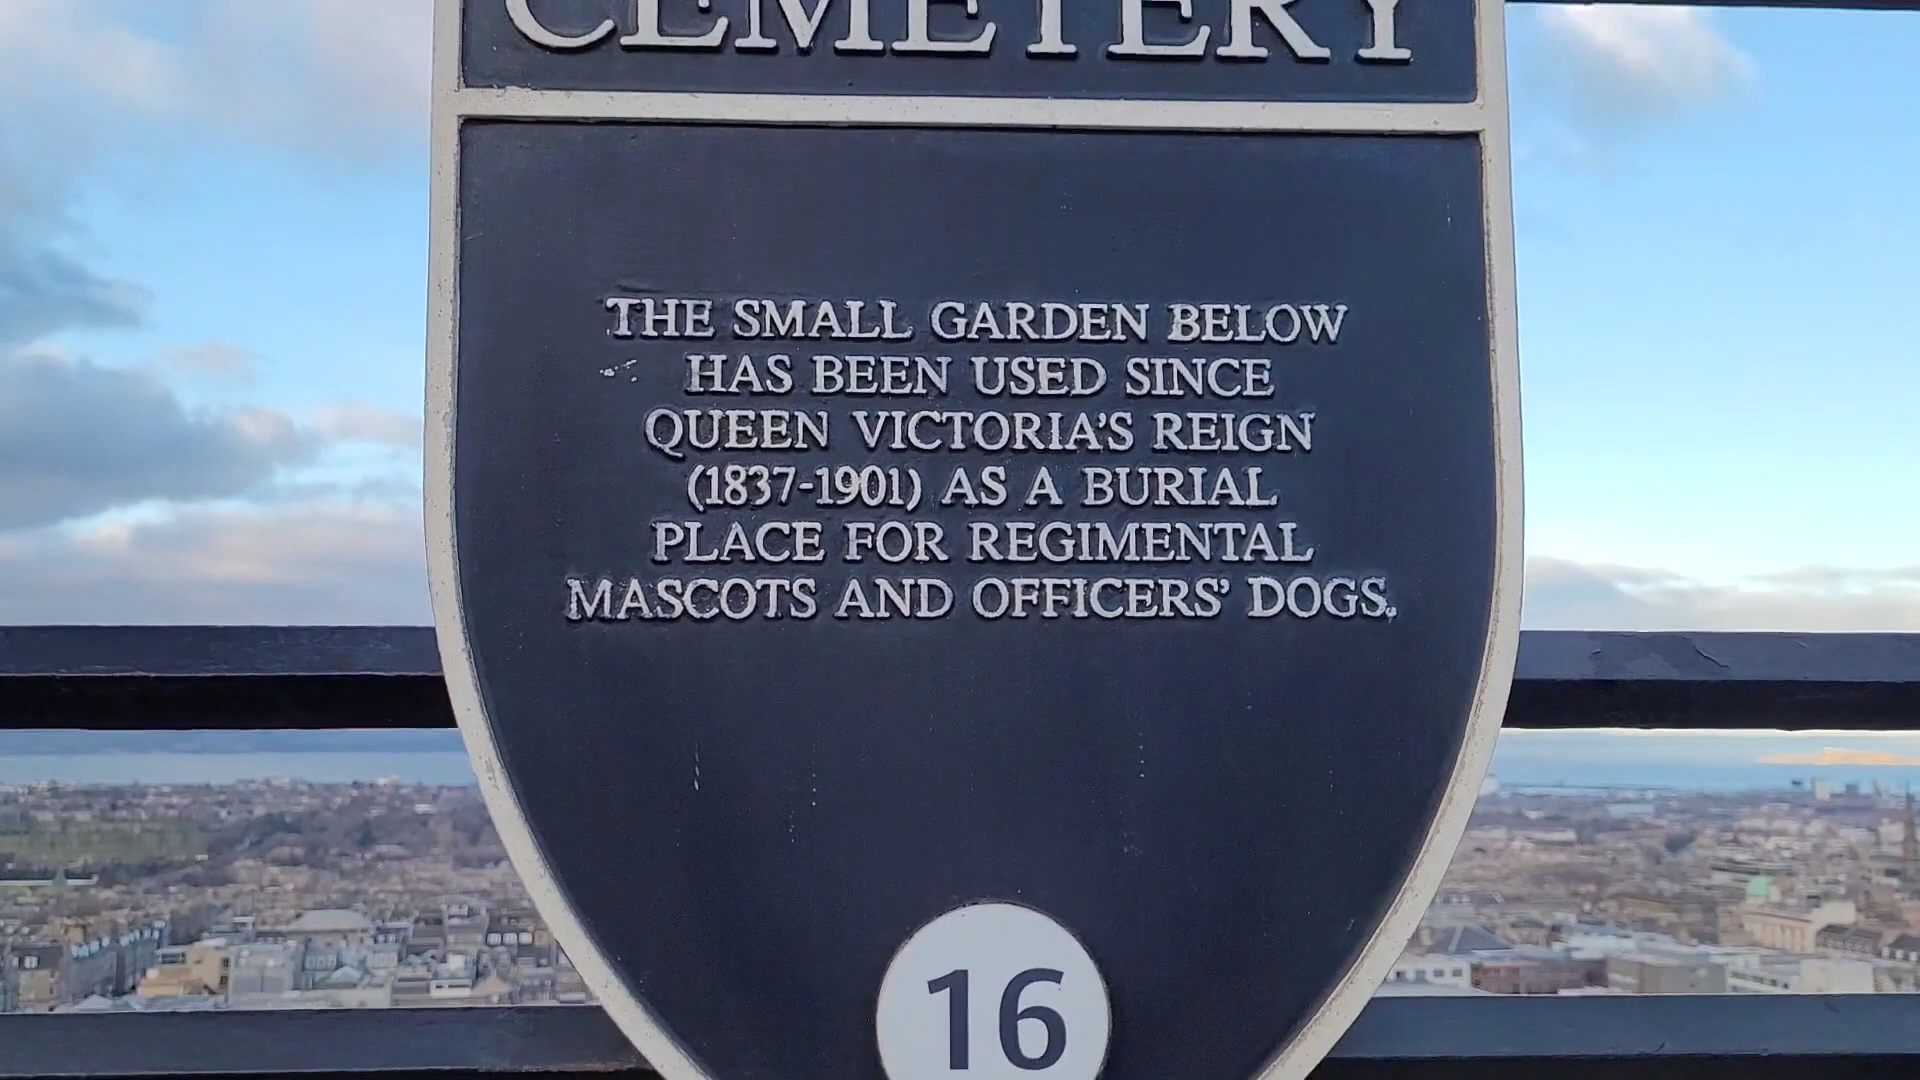 CEMETERY
THE SMALL GARDEN BELOW
HAS BEEN USED SINCE
QUEEN VICTORIA'S REIGN
(1837-1901) AS A BURIAL
PLACE FOR REGIMENTAL
MASCOTS AND OFFICERS' DOGS.
16